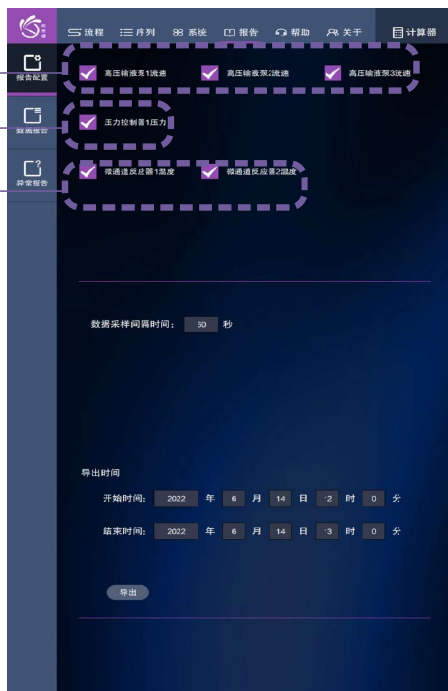 流程 序列 系统 报告 帮助 关于 计算器
报告配置
高压输液泵1流速 高压输液泵2流速 高压输液泵3流速
压力控制器1压力
数据报告
微通道反应器1温度 微通道反应器2温度
异常报告
数据采样间隔时间： 60 秒
导出时间
开始时间： 2022 年 6 月 14 日 12 时 0 分
结束时间： 2022 年 6 月 14 日 13 时 0 分
导出